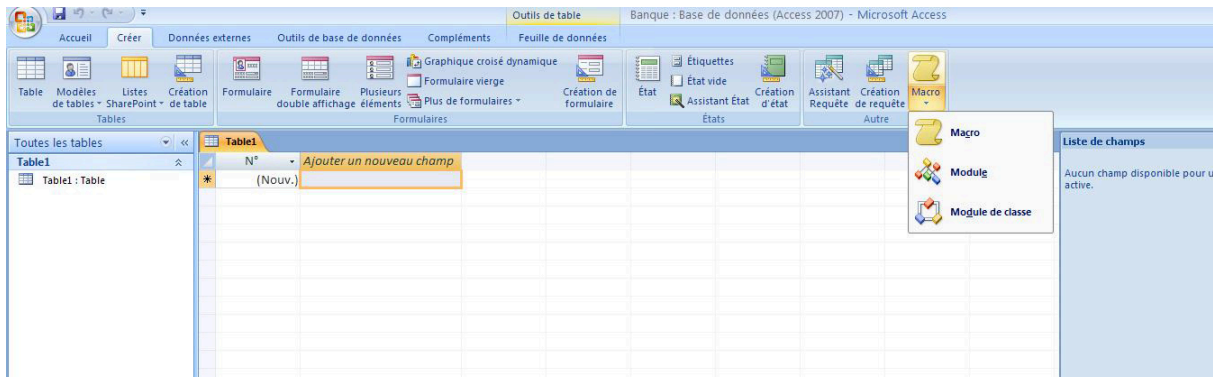 Outils de table
Banque : Base de données (Access 2007) - Microsoft Access
Accueil Créer Données externes Outils de base de données Compléments Feuille de données
Table
Modèles de tables
Listes SharePoint
Création de table
Tables
Formulaire
Formulaire double affichage
Plusieurs éléments
Graphique croisé dynamique
Formulaire vierge
Plus de formulaires
Création de formulaire
Formulaires
État
Étiquettes
État vide
Assistant État
Création d'état
États
Assistant Requête
Création de requête
Macro
Autre
Macro
Module
Module de classe
Toutes les tables
Table1
Table1 : Table
Table1
N° Ajouter un nouveau champ
(Nouv.)
Liste de champs
Aucun champ disponible pour
active.